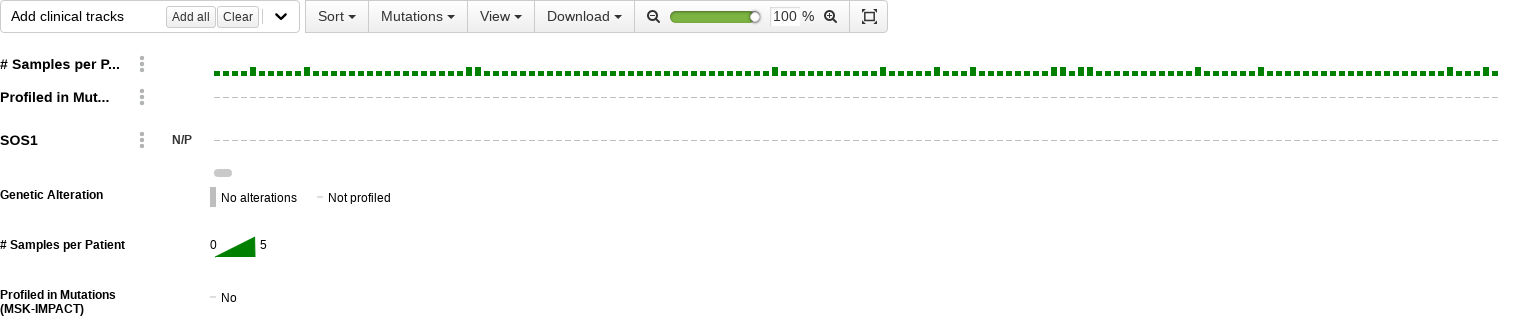 Add clinical tracks Add all Clear Sort Mutations View Download 100 %
# Samples per P...
Profiled in Mut...
SOS1 N/P
Genetic Alteration No alterations Not profiled
# Samples per Patient 0 5
Profiled in Mutations No
(MSK-IMPACT)